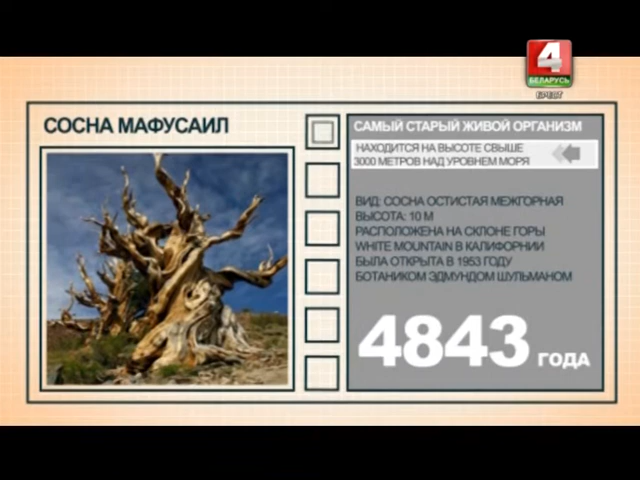 4
БЕЛАРУСЬ
БРЕСТ
СОСНА МАФУСАИЛ
САМЫЙ СТАРЫЙ ЖИВОЙ ОРГАНИЗМ
НАХОДИТСЯ НА ВЫСОТЕ СВЫШЕ
3000 МЕТРОВ НАД УРОВНЕМ МОРЯ
ВИД: СОСНА ОСТИСТАЯ МЕЖГОРНАЯ
ВЫСОТА: 10 М
РАСПОЛОЖЕНА НА СКЛОНЕ ГОРЫ
WHITE MOUNTAIN В КАЛИФОРНИИ
БЫЛА ОТКРЫТА В 1953 ГОДУ
БОТАНИКОМ ЭДМУНДОМ ШУЛЬМАНОМ
4843 ГОДА